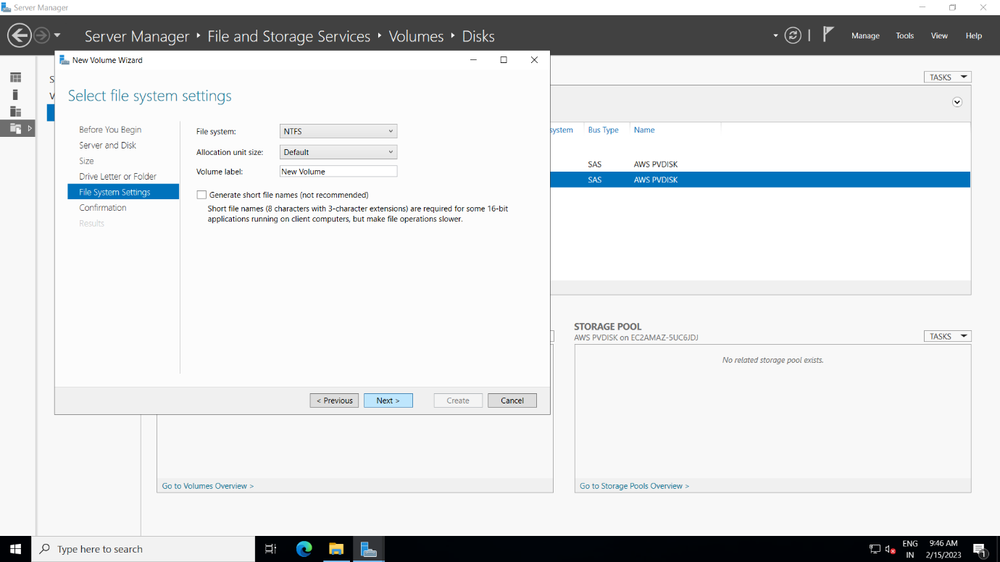 Server Manager
Server Manager File and Storage Services Volumes Disks
Manage Tools View Help
New Volume Wizard
S
V
Select file system settings
TASKS
Before You Begin
Server and Disk
Size
Drive Letter or Folder
File System Settings
Confirmation
Results
File system: NTFS
Allocation unit size: Default
Volume label: New Volume
Generate short file names (not recommended)
Short file names (8 characters with 3-character extensions) are required for some 16-bit
applications running on client computers, but make file operations slower.
< Previous Next > Create Cancel
system Bus Type Name
SAS AWS PVDISK
SAS AWS PVDISK
STORAGE POOL
AWS PVDISK on EC2AMAZ-5UC6JDJ
TASKS
No related storage pool exists.
Go to Volumes Overview >
Go to Storage Pools Overview >
Type here to search
ENG
IN
9:46 AM
2/15/2023
1